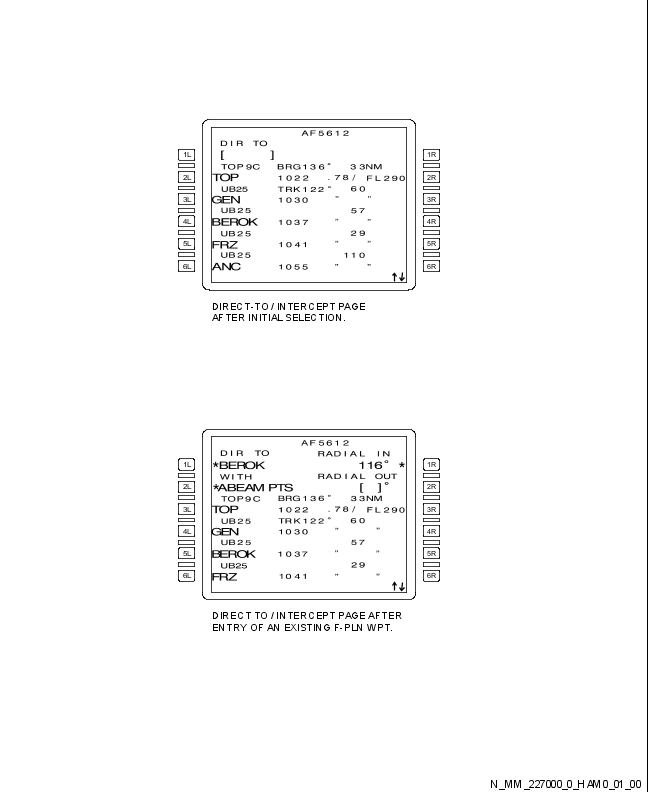 AF5612
DIR TO
1L [ ] 1R
TOP9C BRG136° 33NM
2L TOP 1022 .78/ FL290 2R
UB25 TRK122° 60
3L GEN 1030 " " 3R
UB25 57
4L BEROK 1037 " " 4R
UB25 29
5L FRZ 1041 " " 5R
UB25 110
6L ANC 1055 " " 6R
↑↓
DIRECT-TO / INTERCEPT PAGE
AFTER INITIAL SELECTION.
AF5612
DIR TO RADIAL IN
1L *BEROK 116° * 1R
WITH RADIAL OUT
2L *ABEAM PTS [ ]° 2R
TOP9C BRG136° 33NM
3L TOP 1022 .78/ FL290 3R
UB25 TRK122° 60
4L GEN 1030 " " 4R
UB25 57
5L BEROK 1037 " " 5R
UB25 29
6L FRZ 1041 " " 6R
↑↓
DIRECT TO / INTERCEPT PAGE AFTER
ENTRY OF AN EXISTING F-PLN WPT.
N_MM_227000_0_HAM0_01_00